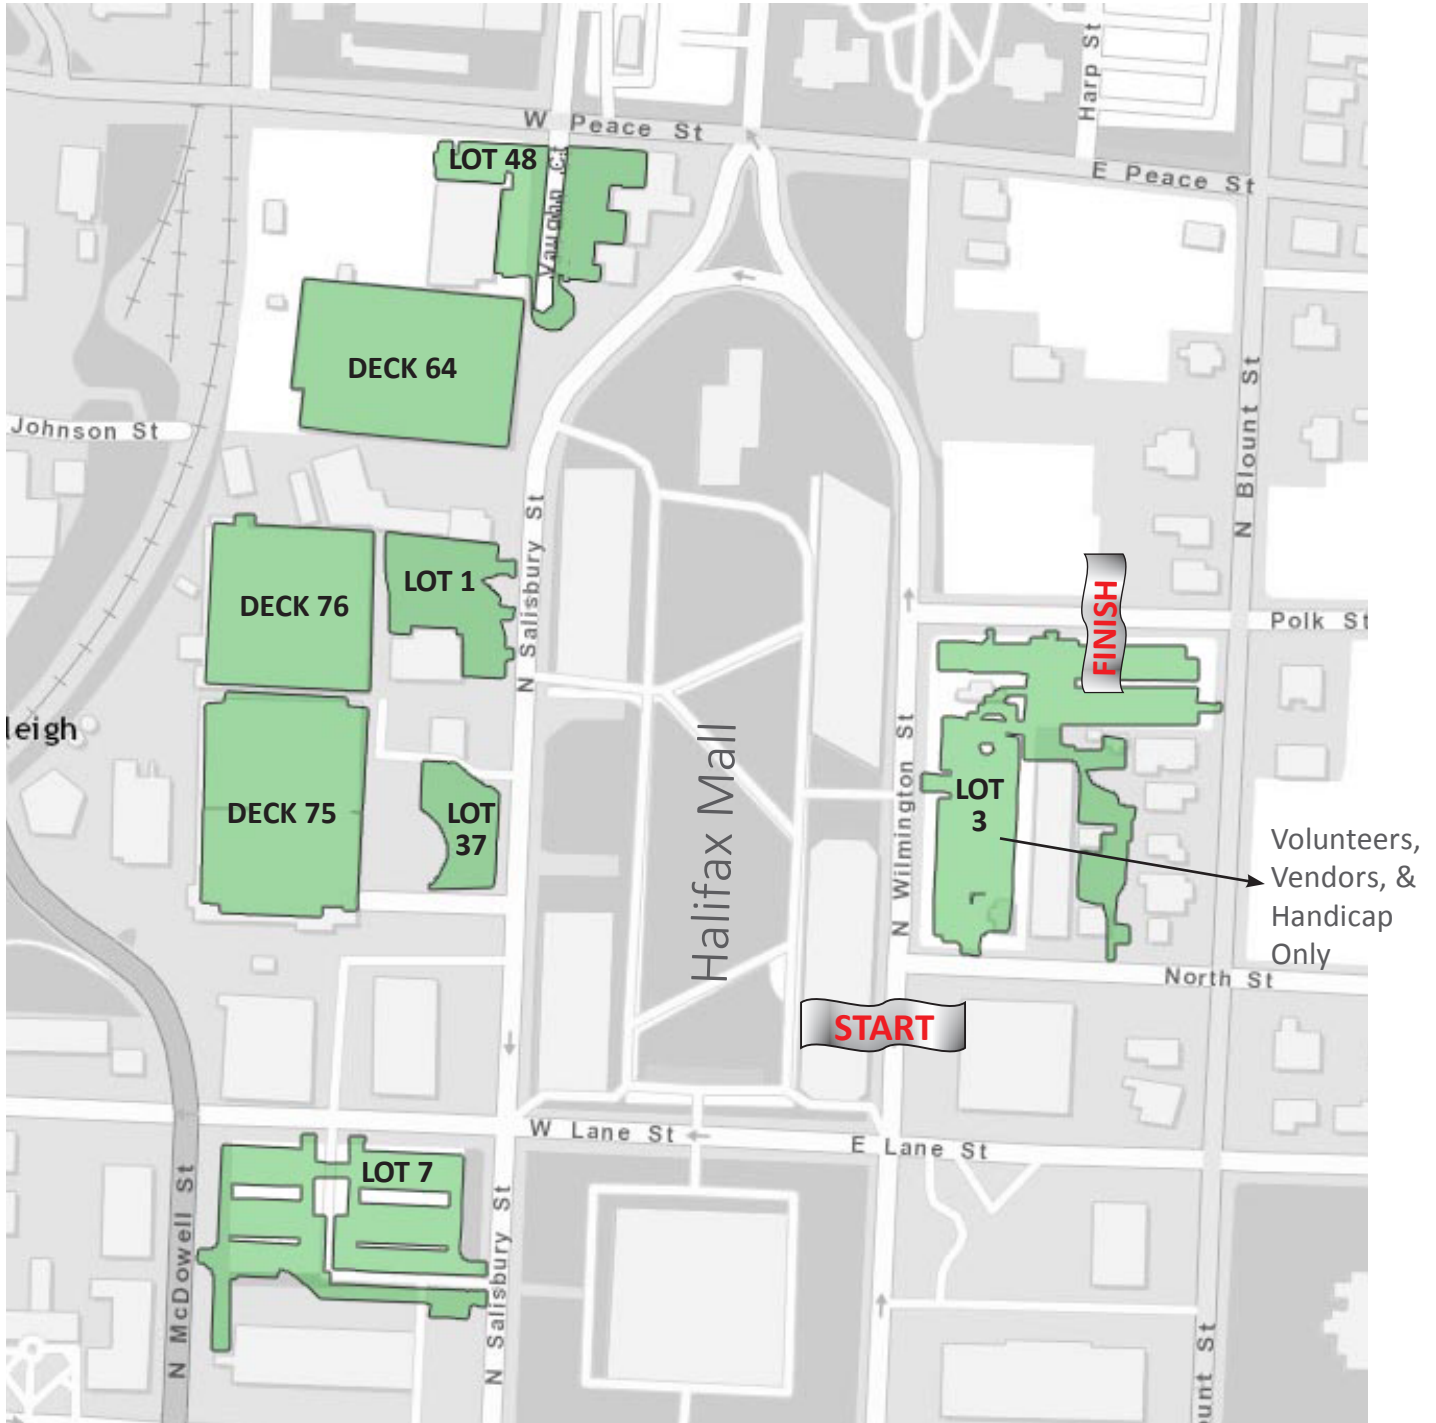 Harp St
W Peace St
LOT 48
Vaughn Ct
E Peace St
DECK 64
Johnson St
N Blount St
N Salisbury St
DECK 76
LOT 1
FINISH
Polk St
leigh
Halifax Mall
N Wilmington St
DECK 75
LOT
37
LOT
3
Volunteers,
Vendors, &
Handicap
Only
North St
START
W Lane St
E Lane St
LOT 7
N McDowell St
N Salisbury St
ount St